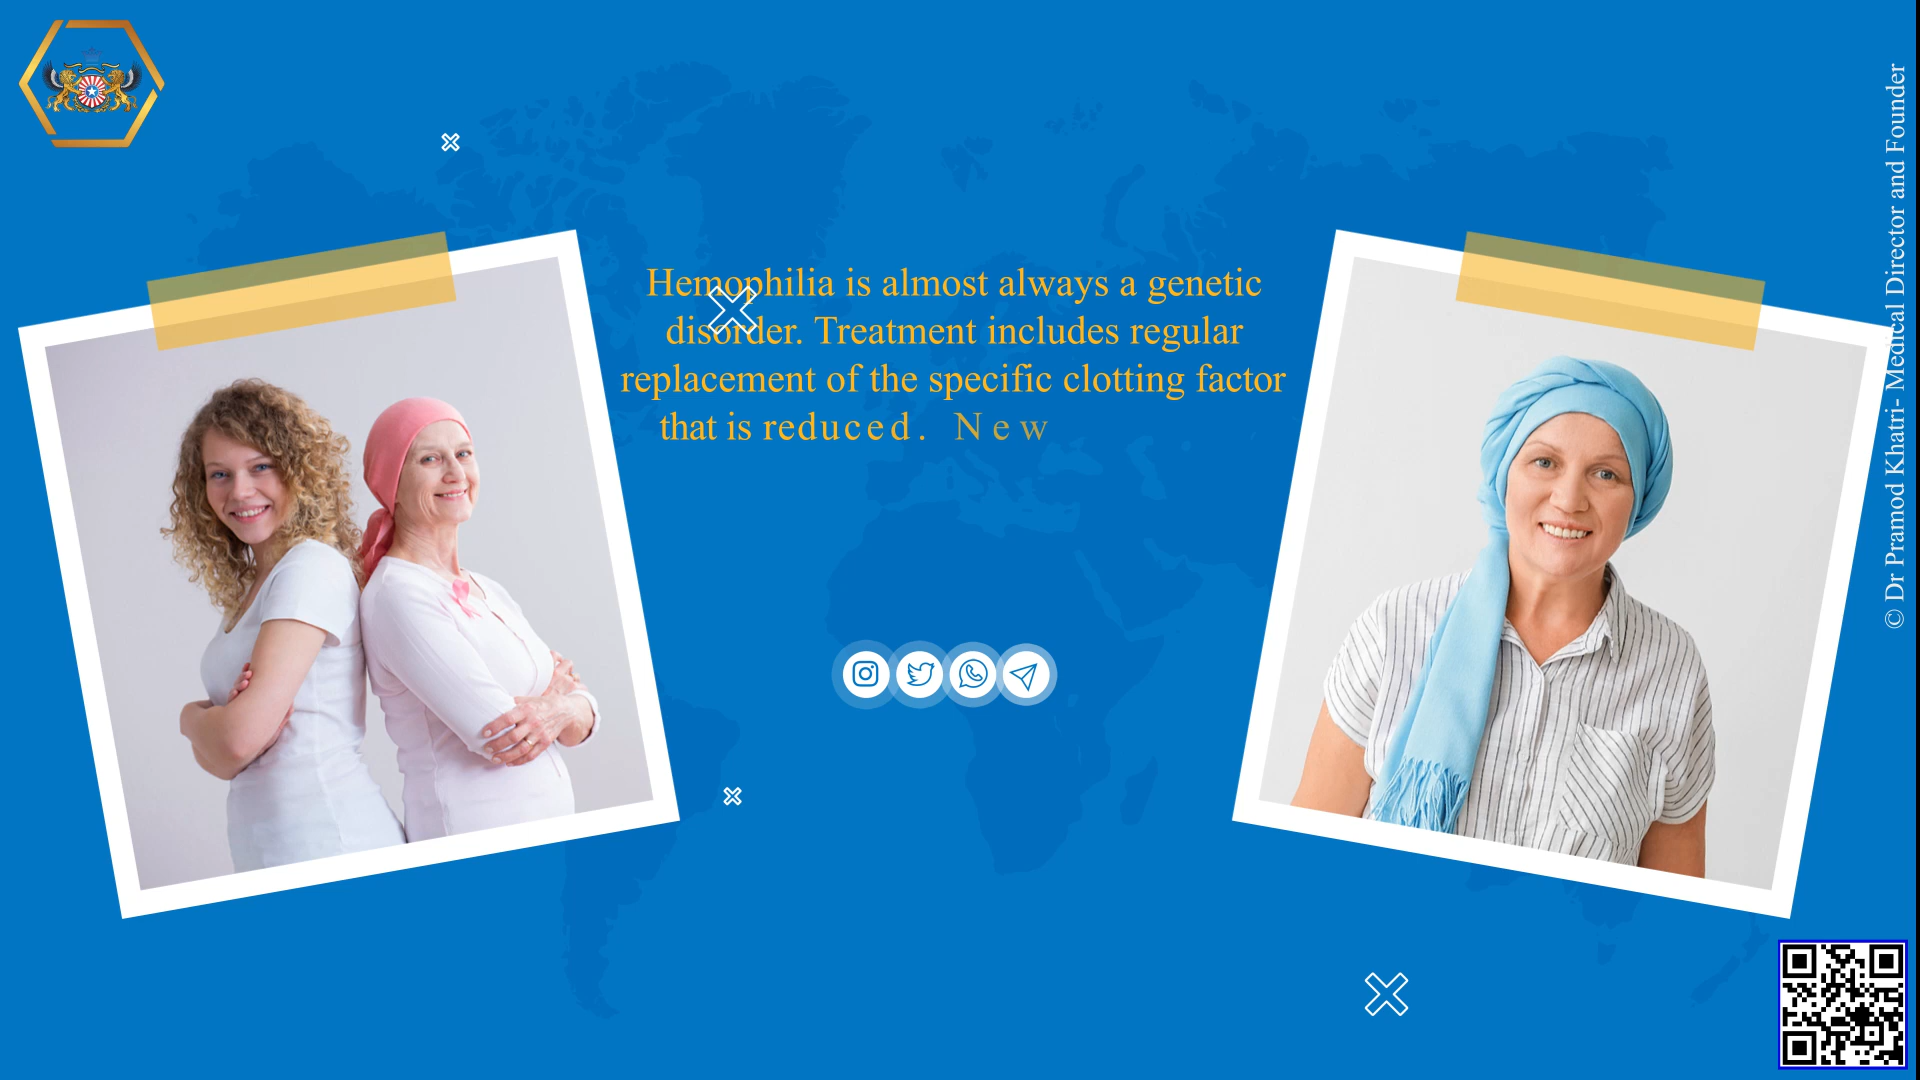 Hemophilia is almost always a genetic
disorder. Treatment includes regular
replacement of the specific clotting factor
that is reduced. New
© Dr Pramod Khatri- Medical Director and Founder